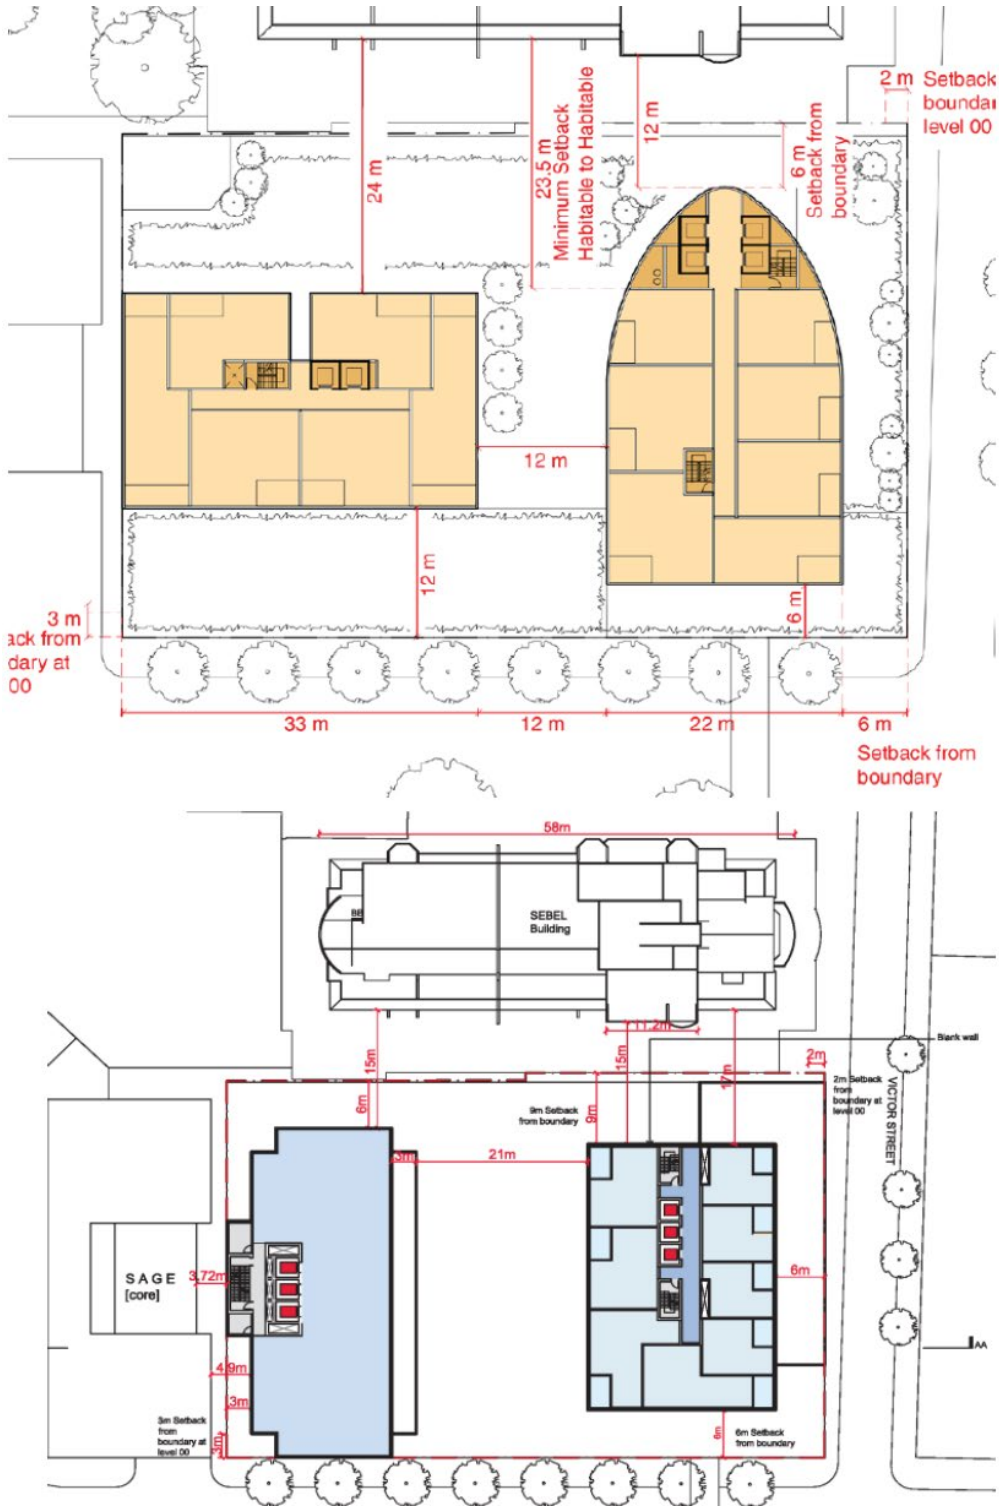 2 m
Setback
boundar
level 00
24 m
23.5 m
Minimum Setback
Habitable to Habitable
12 m
6 m
Setback from
boundary
12 m
12 m
6 m
3 m
ack from
dary at
00
33 m
12 m
22 m
6 m
Setback from
boundary
58m
SEBEL
Building
11.2m
15m
15m
17m
Blank wall
2m
6m
9m Setback
from boundary
9m
2m Setback
from
boundary at
level 00
VICTOR STREET
3m
21m
SAGE
[core]
3.72m
6m
4.9m
3m
3m Setback
from
boundary at
level 00
3m
6m
6m Setback
from boundary
AA